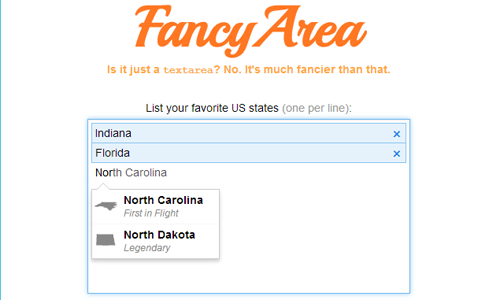 FancyArea
Is it just a textarea? No. It's much fancier than that.
List your favorite US states (one per line):
Indiana ×
Florida ×
North Carolina
North Carolina
First in Flight
North Dakota
Legendary